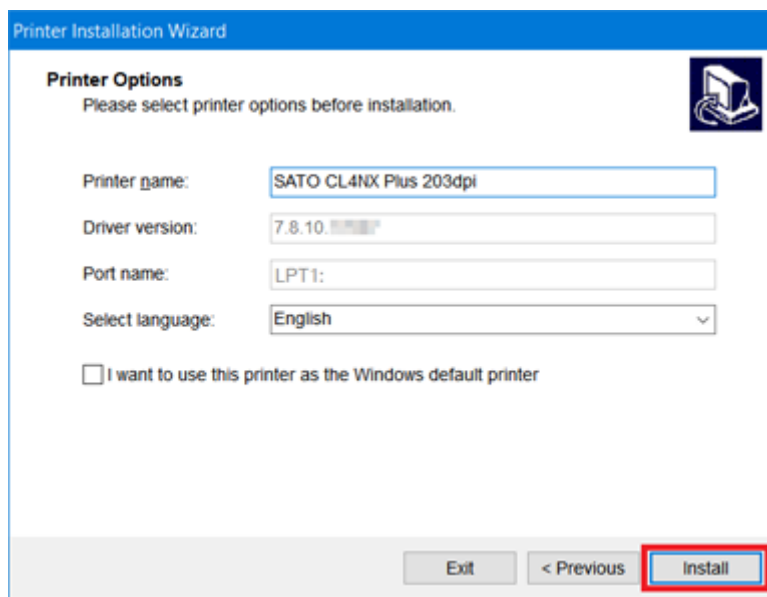 Printer Installation Wizard
Printer Options
Please select printer options before installation.
Printer name: SATO CL4NX Plus 203dpi
Driver version: 7.8.10.
Port name: LPT1:
Select language: English
I want to use this printer as the Windows default printer
Exit < Previous Install